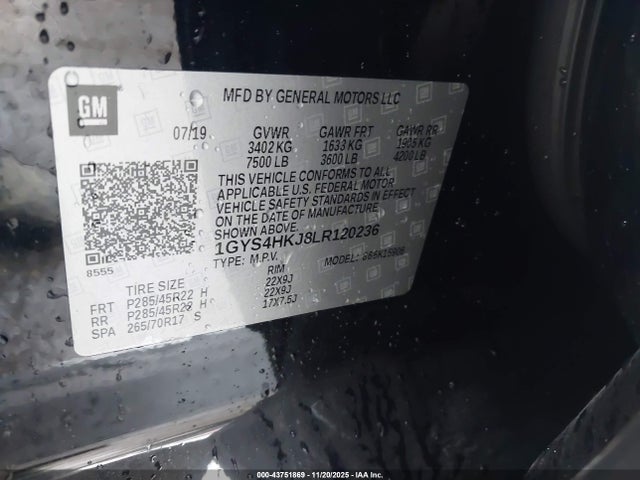 GM
MFD BY GENERAL MOTORS LLC
07/19 GVWR GAWR FRT GAWR RR
3402 KG 1633 KG 1905 KG
7500 LB 3600 LB 4200 LB
THIS VEHICLE CONFORMS TO ALL
APPLICABLE U.S. FEDERAL MOTOR
VEHICLE SAFETY STANDARDS IN EFFECT
ON THE DATE OF MANUFACTURE
SHOWN ABOVE.
1GYS4HKJ8LR120236
8555 TYPE: M.P.V. MODEL:
TIRE SIZE RIM
FRT P285/45R22 H 22X9J
RR P285/45R22 H 22X9J
SPA 265/70R17 S 17X7.5J
000-43751869 - 11/20/2025 - IAA Inc.